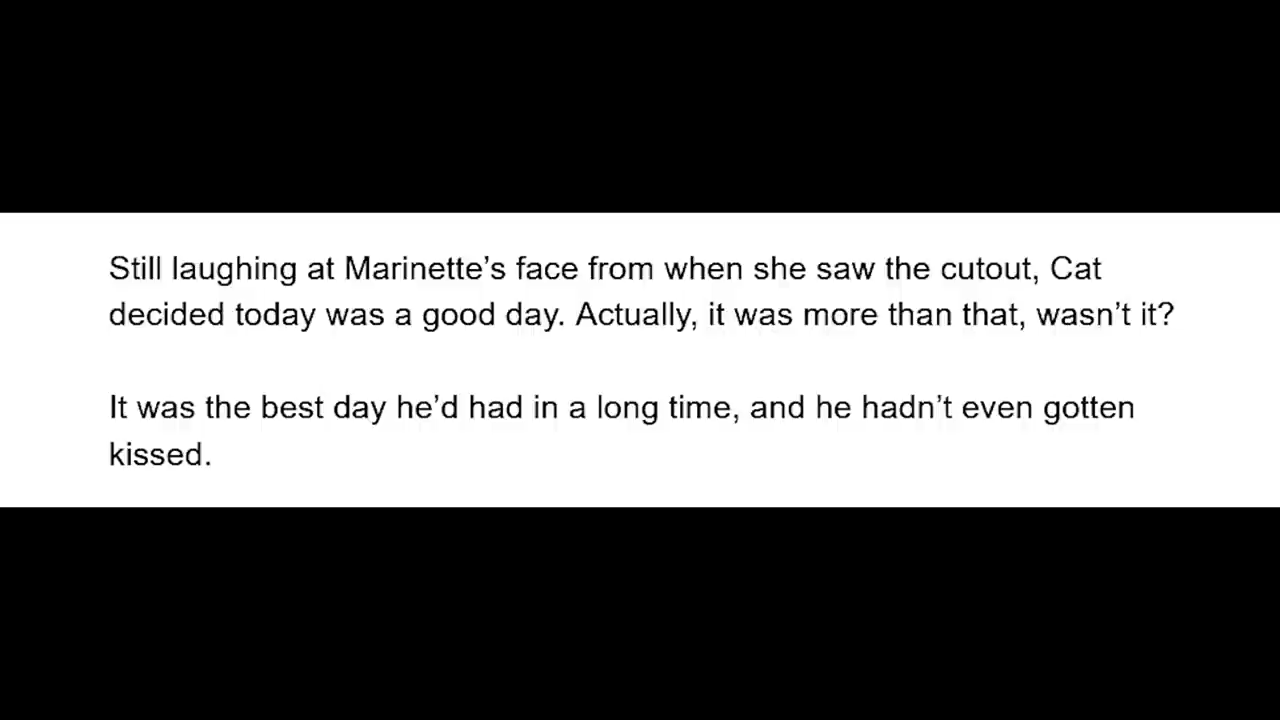 Still laughing at Marinette’s face from when she saw the cutout, Cat
decided today was a good day. Actually, it was more than that, wasn’t it?
It was the best day he’d had in a long time, and he hadn’t even gotten
kissed.